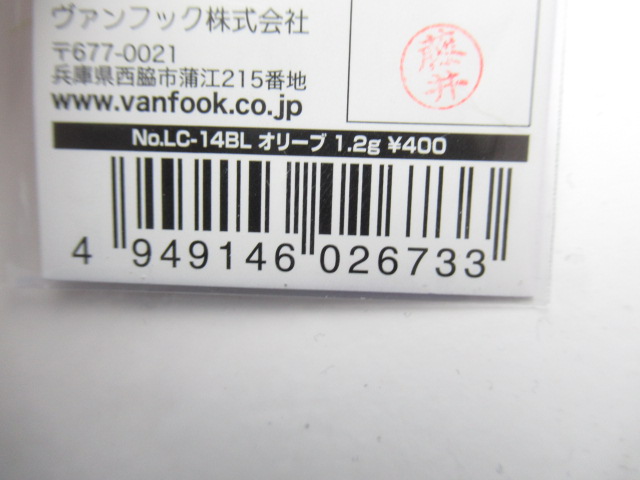 ヴァンフック株式会社
〒677-0021
兵庫県西脇市蒲江215番地
www.vanfook.co.jp
藤井
No.LC-14BL オリーブ 1.2g ¥400
4 949146 026733